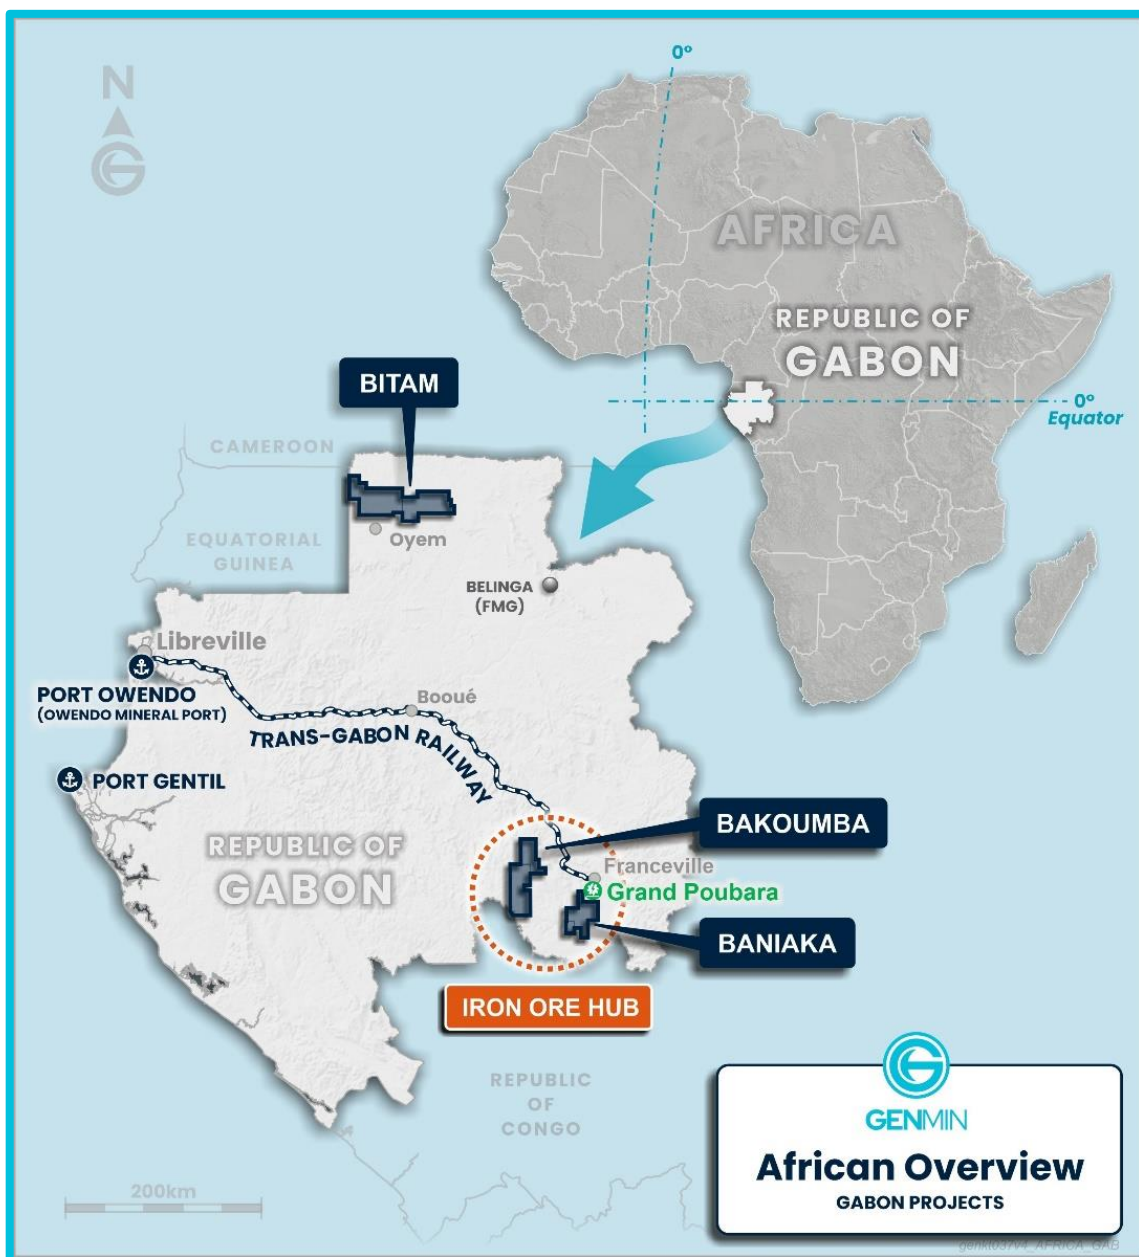 N
0°
AFRICA
REPUBLIC OF
GABON
0°
Equator
BITAM
CAMEROON
EQUATORIAL
GUINEA
Oyem
BELINGA
(FMG)
Libreville
PORT OWENDO
(OWENDO MINERAL PORT)
Booué
TRANS-GABON RAILWAY
PORT GENTIL
REPUBLIC OF
GABON
BAKOUMBA
Franceville
Grand Poubara
BANIAKA
IRON ORE HUB
REPUBLIC
OF
CONGO
200km
GENMIN
African Overview
GABON PROJECTS